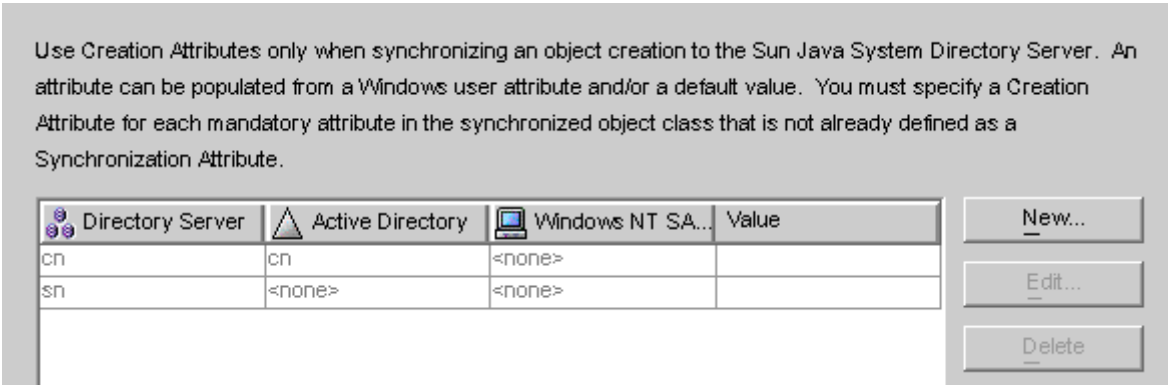 Use Creation Attributes only when synchronizing an object creation to the Sun Java System Directory Server. An
attribute can be populated from a Windows user attribute and/or a default value. You must specify a Creation
Attribute for each mandatory attribute in the synchronized object class that is not already defined as a
Synchronization Attribute.
Directory Server Active Directory Windows NT SA... Value New...
cn cn <none>
sn <none> <none> Edit...
Delete